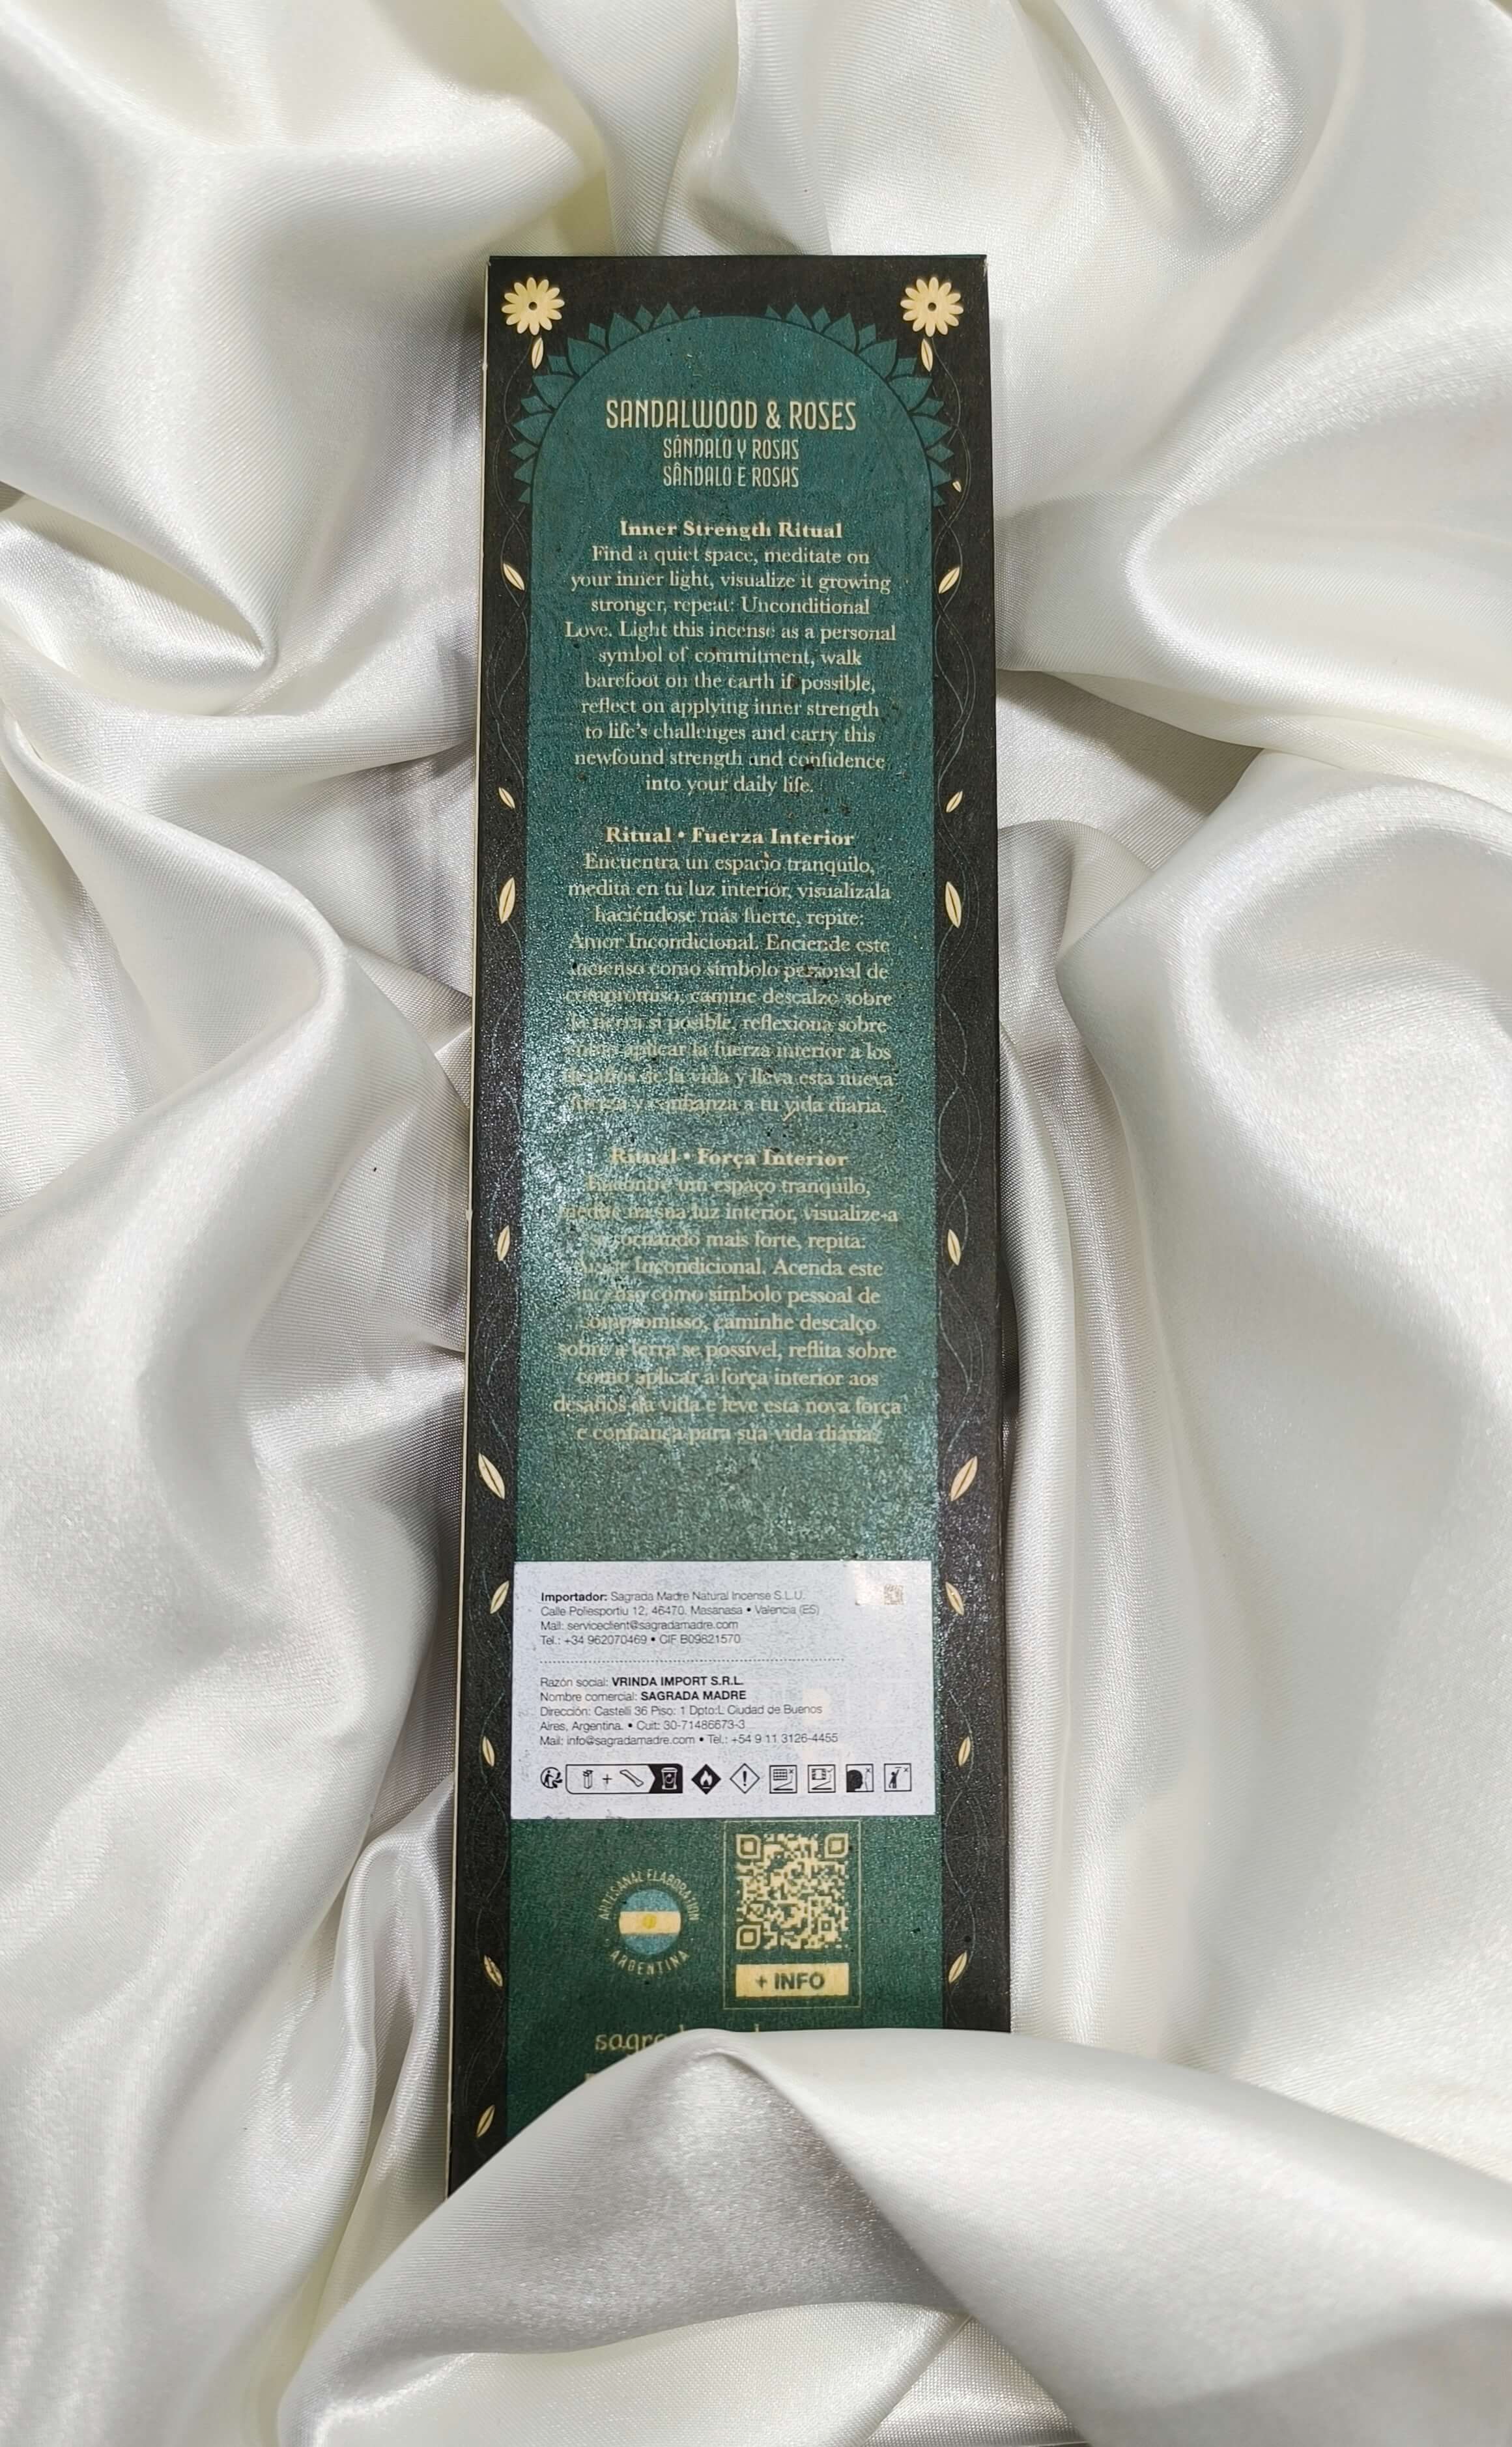 SANDALWOOD & ROSES
SÁNDALO Y ROSAS
SÂNDALO E ROSAS
Inner Strength Ritual
Find a quiet space, meditate on
your inner light, visualize it growing
stronger, repeat: Unconditional
Love. Light this incense as a personal
symbol of commitment, walk
barefoot on the earth if possible,
reflect on applying inner strength
to life's challenges and carry this
newfound strength and confidence
into your daily life.
Ritual • Fuerza Interior
Encuentra un espacio tranquilo,
medita en tu luz interior, visualízala
haciéndose más fuerte, repite:
Amor Incondicional. Enciende este
incienso como símbolo personal de
compromiso, camine descalzo sobre
la tierra si posible, reflexiona sobre
aplicar la fuerza interior a los
desafíos de la vida y lleva esta nueva
fuerza y confianza a tu vida diaria.
Ritual • Força Interior
Encontre um espaço tranquilo,
medite na sua luz interior, visualize-a
se tornando mais forte, repita:
Amor Incondicional. Acenda este
incenso como símbolo pessoal de
compromisso, caminhe descalço
sobre a terra se possível, reflita sobre
como aplicar a força interior aos
desafios da vida e leve esta nova força
e confiança para sua vida diária.
Importador: Sagrada Madre Natural Incense S.L.U.
Calle Poliesportiu 12, 46470. Masanasa • Valencia (ES)
Mail: serviceclient@sagradamadre.com
Tel.: +34 962070469 • CIF B09821570
Razón social: VRINDA IMPORT S.R.L.
Nombre comercial: SAGRADA MADRE
Dirección: Castelli 36 Piso: 1 Dpto:L Ciudad de Buenos
Aires, Argentina. • Cuit: 30-71486673-3
Mail: info@sagradamadre.com • Tel.: +54 9 11 3126-4455
ARTESANAL ELABORATION
ARGENTINA
+ INFO